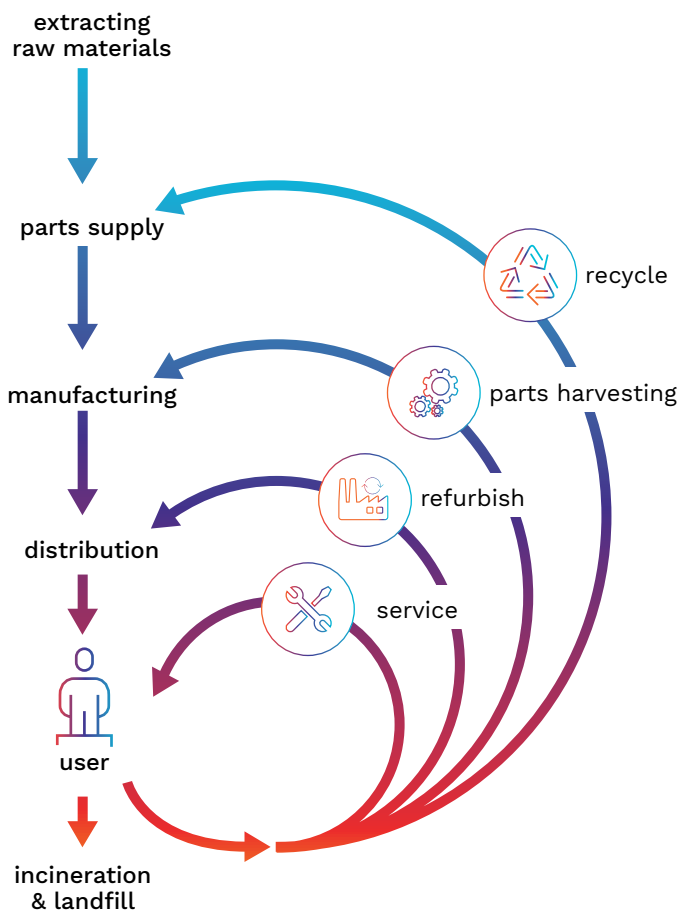 extracting
raw materials
parts supply
recycle
manufacturing
parts harvesting
refurbish
distribution
service
user
incineration
& landfill